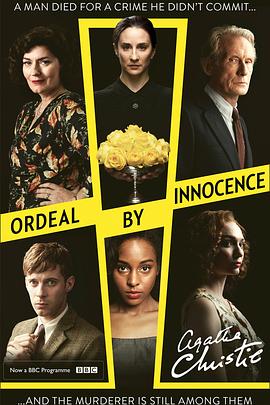 A MAN DIED FOR A CRIME HE DIDN'T COMMIT...
ORDEAL BY INNOCENCE
Agatha
Christie
Now a BBC Programme BBC
...AND THE MURDERER IS STILL AMONG THEM